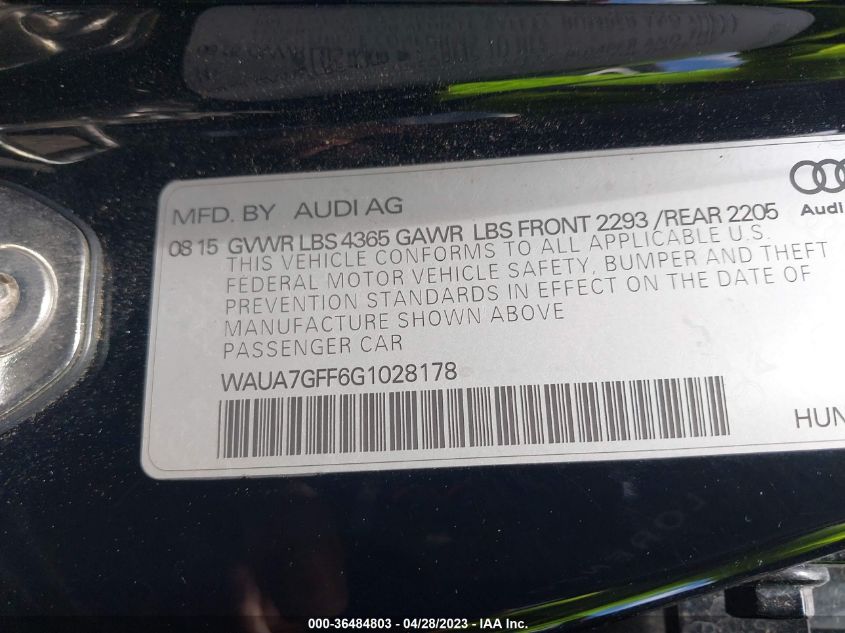 MFD. BY AUDI AG
Audi
08 15 GVWR LBS 4365 GAWR LBS FRONT 2293 /REAR 2205
THIS VEHICLE CONFORMS TO ALL APPLICABLE U.S.
FEDERAL MOTOR VEHICLE SAFETY, BUMPER AND THEFT
PREVENTION STANDARDS IN EFFECT ON THE DATE OF
MANUFACTURE SHOWN ABOVE
PASSENGER CAR
WAUA7GFF6G1028178
HUN
000-36484803 - 04/28/2023 - IAA Inc.